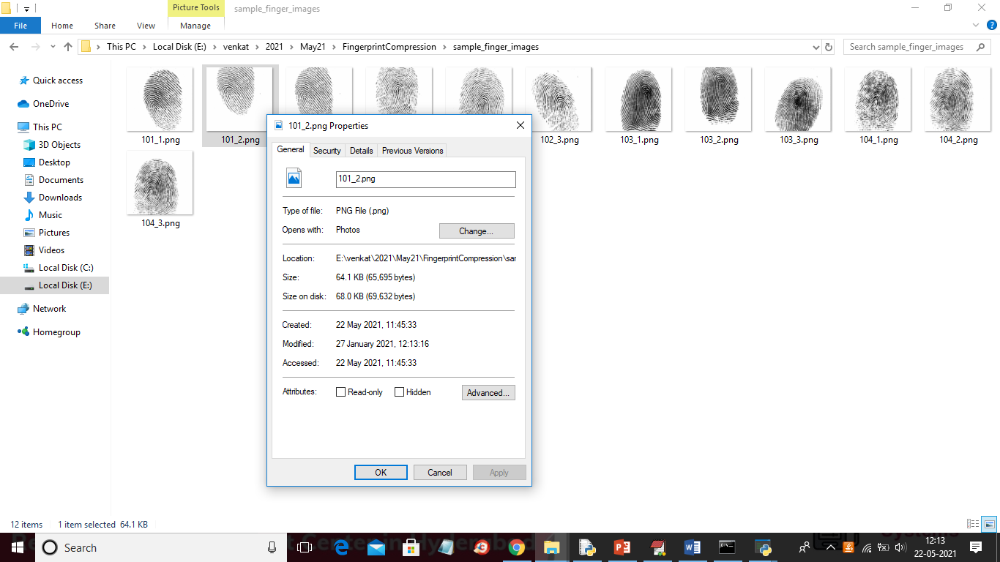 Picture Tools
sample_finger_images
File
Home
Share
View
Manage
This PC
Local Disk (E:)
venkat
2021
May21
FingerprintCompression
sample_finger_images
Search sample_finger_images
Quick access
OneDrive
This PC
3D Objects
Desktop
Documents
Downloads
Music
Pictures
Videos
Local Disk (C:)
Local Disk (E:)
Network
Homegroup
101_1.png
101_2.png
102_3.png
103_1.png
103_2.png
103_3.png
104_1.png
104_2.png
104_3.png
101_2.png Properties
General
Security
Details
Previous Versions
101_2.png
Type of file: PNG File (.png)
Opens with: Photos
Change...
Location: E:\venkat\2021\May21\FingerprintCompression\sar
Size: 64.1 KB (65,695 bytes)
Size on disk: 68.0 KB (69,632 bytes)
Created: 22 May 2021, 11:45:33
Modified: 27 January 2021, 12:13:16
Accessed: 22 May 2021, 11:45:33
Attributes:
Read-only
Hidden
Advanced...
OK
Cancel
Apply
12 items
1 item selected 64.1 KB
Search
12:13
22-05-2021